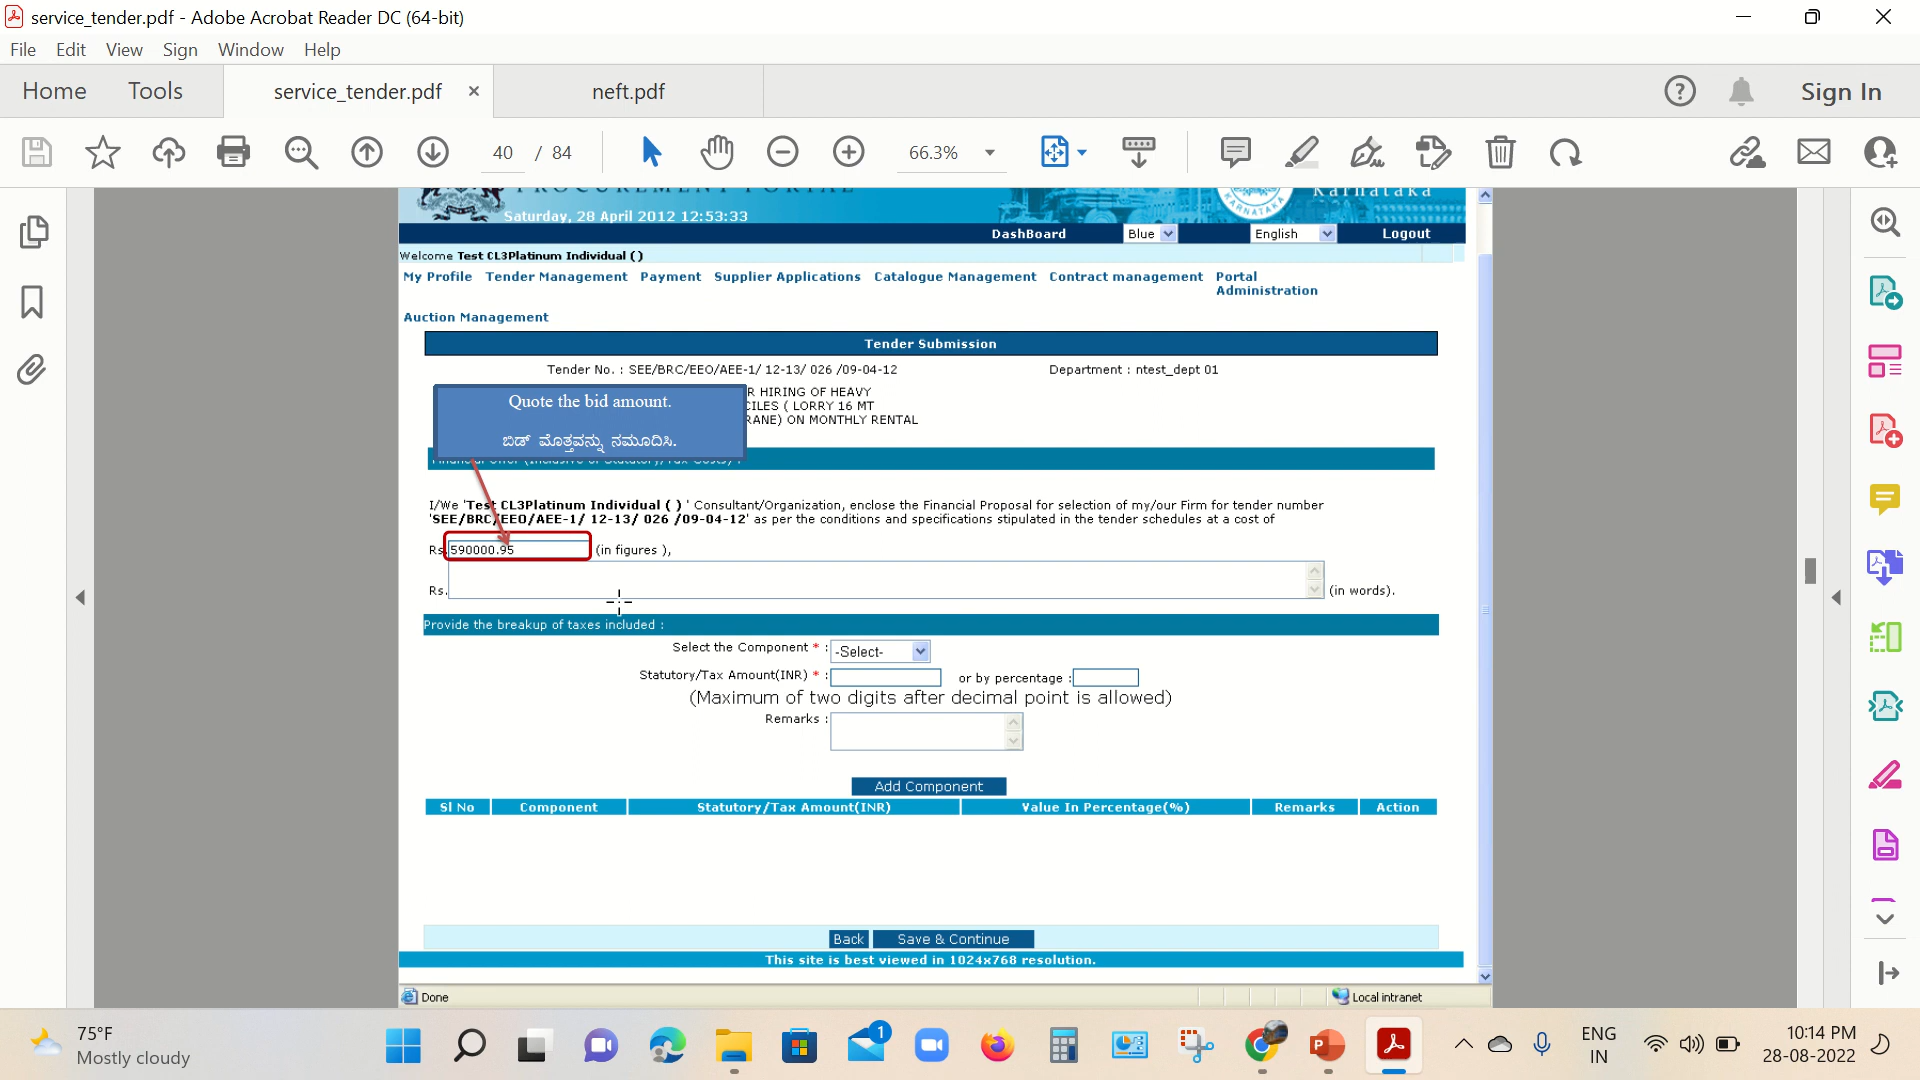 service_tender.pdf - Adobe Acrobat Reader DC (64-bit)
File Edit View Sign Window Help
Home Tools service_tender.pdf × neft.pdf Sign In
40 / 84 66.3%
PROCUREMENT PORTAL
Karnataka
KARNATAKA
Saturday, 28 April 2012 12:53:33
DashBoard Blue English Logout
Welcome Test CL3Platinum Individual ()
My Profile Tender Management Payment Supplier Applications Catalogue Management Contract management Portal
Administration
Auction Management
Tender Submission
Tender No. : SEE/BRC/EEO/AEE-1/ 12-13/ 026 /09-04-12 Department : ntest_dept 01
R HIRING OF HEAVY
CILES ( LORRY 16 MT
RANE) ON MONTHLY RENTAL
Quote the bid amount.
ಬಿಡ್ ಮೊತ್ತವನ್ನು ನಮೂದಿಸಿ.
I/We 'Test CL3Platinum Individual ( ) ' Consultant/Organization, enclose the Financial Proposal for selection of my/our Firm for tender number
'SEE/BRC/EEO/AEE-1/ 12-13/ 026 /09-04-12' as per the conditions and specifications stipulated in the tender schedules at a cost of
Rs. 590000.95 (in figures ),
Rs. (in words).
Provide the breakup of taxes included :
Select the Component * : -Select-
Statutory/Tax Amount(INR) * : or by percentage :
(Maximum of two digits after decimal point is allowed)
Remarks :
Add Component
Sl No Component Statutory/Tax Amount(INR) Value In Percentage(%) Remarks Action
Back Save & Continue
This site is best viewed in 1024x768 resolution.
Done Local intranet
75°F
Mostly cloudy
1
ENG
IN
10:14 PM
28-08-2022